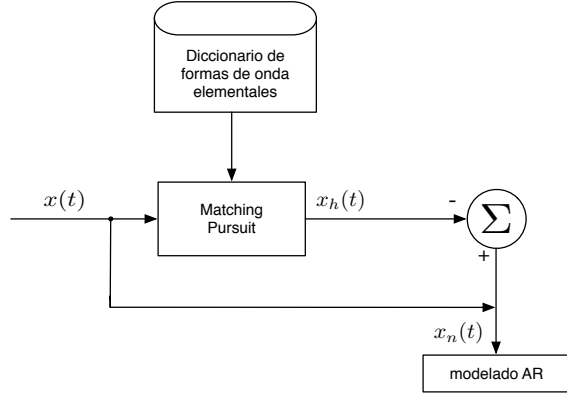 Diccionario de
formas de onda
elementales
x(t)
Matching
Pursuit
x_h(t)
-
Σ
+
x_n(t)
modelado AR